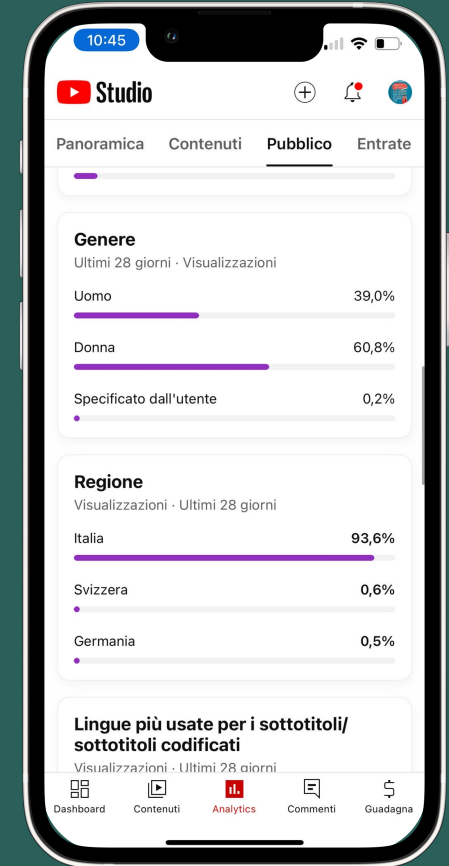 10:45
Studio
Panoramica Contenuti Pubblico Entrate
Genere
Ultimi 28 giorni · Visualizzazioni
Uomo 39,0%
Donna 60,8%
Specificato dall'utente 0,2%
Regione
Visualizzazioni · Ultimi 28 giorni
Italia 93,6%
Svizzera 0,6%
Germania 0,5%
Lingue più usate per i sottotitoli/
sottotitoli codificati
Visualizzazioni · Ultimi 28 giorni
Dashboard Contenuti Analytics Commenti Guadagna